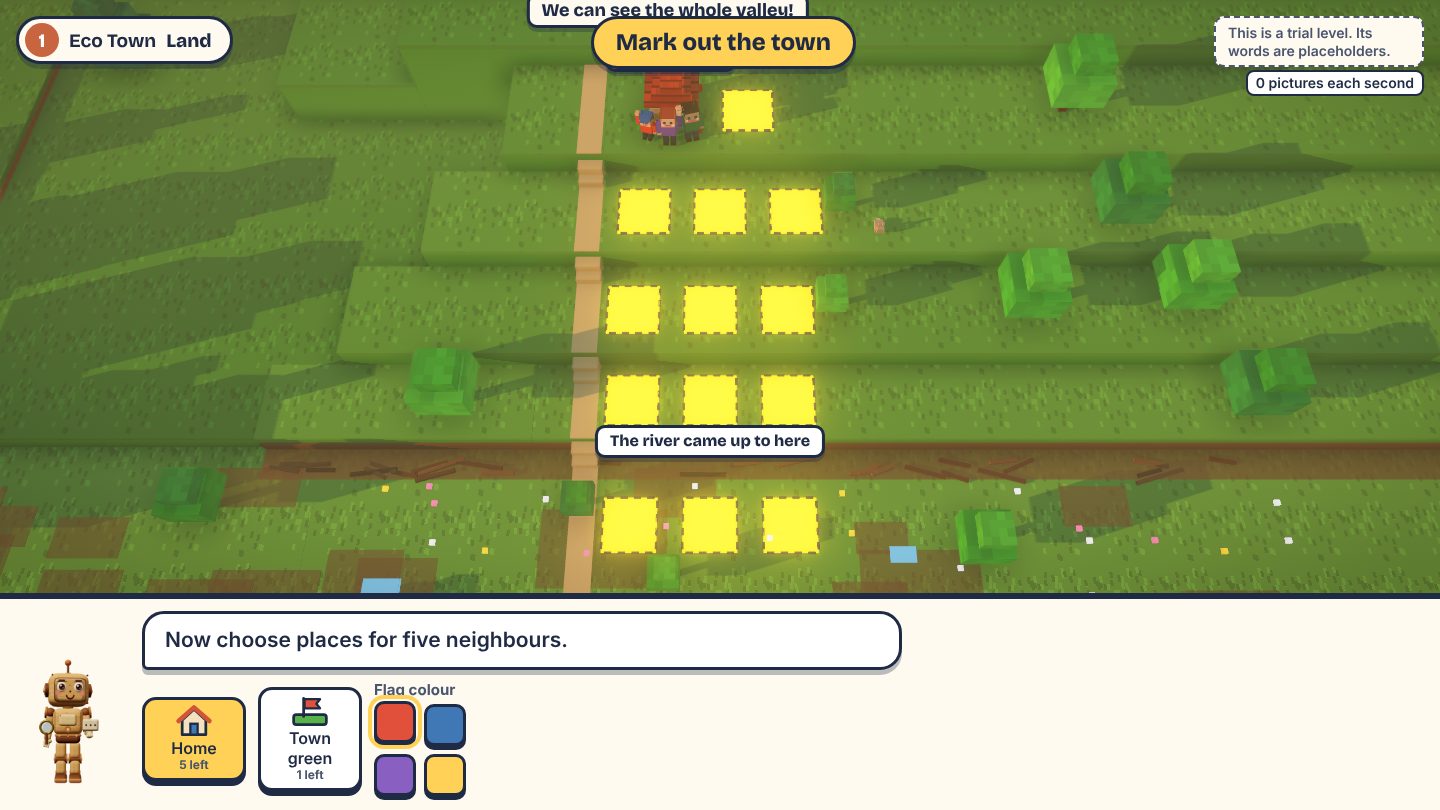 We can see the whole valley!
1 Eco Town Land
Mark out the town
This is a trial level. Its
words are placeholders.
0 pictures each second
The river came up to here
Now choose places for five neighbours.
Flag colour
Home
5 left
Town
green
1 left